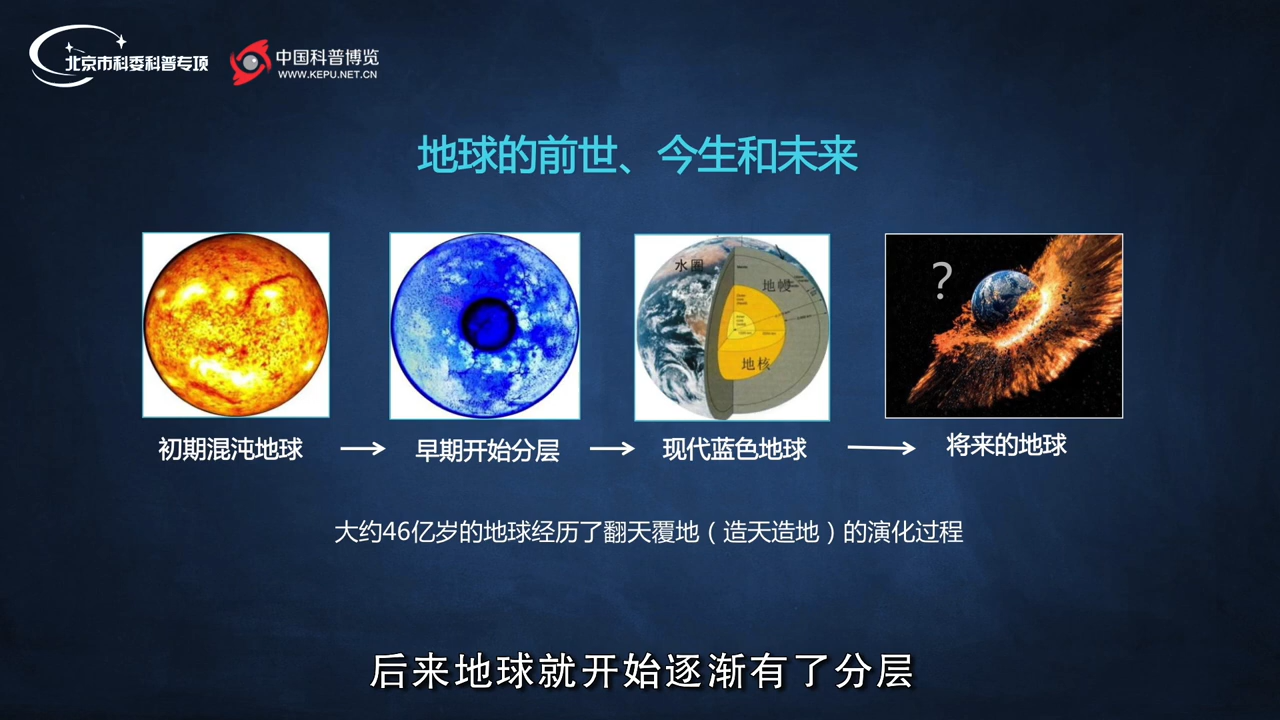 北京市科委科普专项
中国科普博览
WWW.KEPU.NET.CN
地球的前世、今生和未来
水圈
地幔
地核
?
初期混沌地球
早期开始分层
现代蓝色地球
将来的地球
大约46亿岁的地球经历了翻天覆地(造天造地)的演化过程
后来地球就开始逐渐有了分层